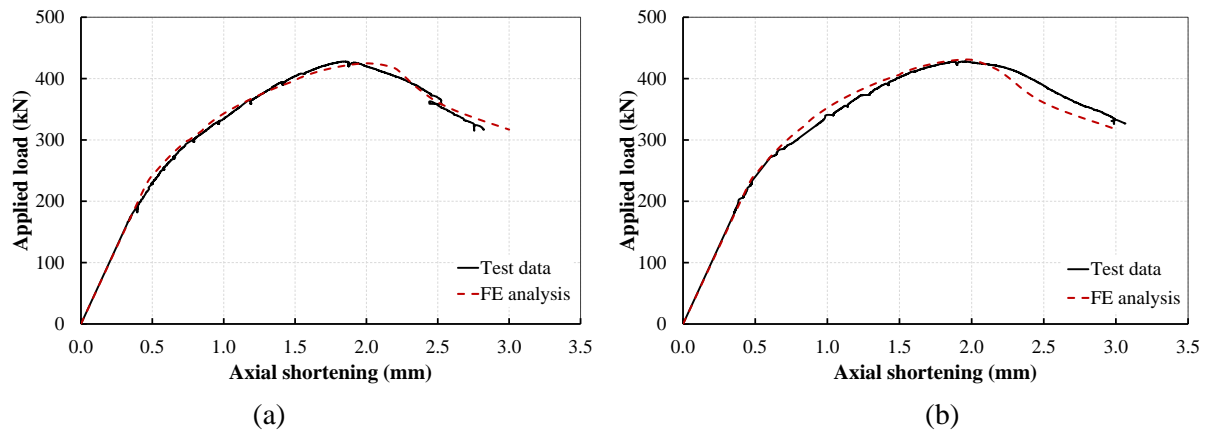 500
400
300
200
100
0
Applied load (kN)
Test data
FE analysis
0.0 0.5 1.0 1.5 2.0 2.5 3.0 3.5
Axial shortening (mm)
(a)
500
400
300
200
100
0
Applied load (kN)
Test data
FE analysis
0.0 0.5 1.0 1.5 2.0 2.5 3.0 3.5
Axial shortening (mm)
(b)